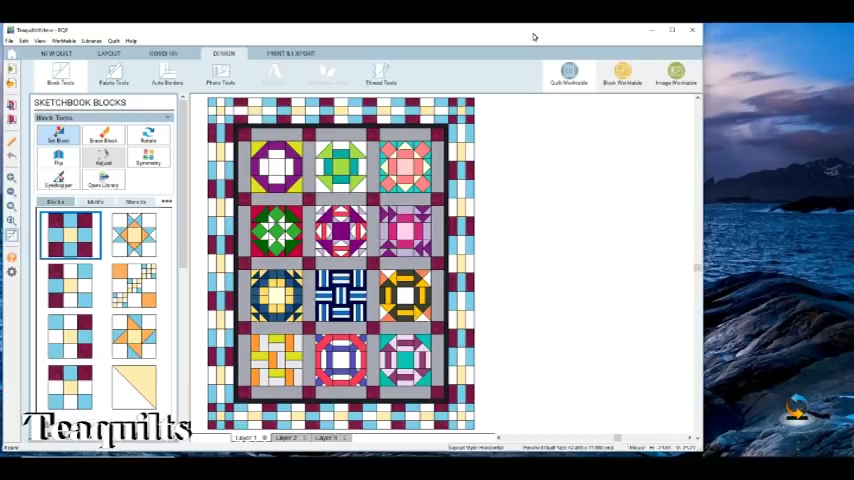 File Edit View Worktable Libraries Quilt Help
NEW QUILT LAYOUT BORDERS DESIGN PRINT & EXPORT
Block Tools Fabric Tools Auto Borders Photo Tools Thread Tools Quilt Worktable Block Worktable Image Worktable
SKETCHBOOK BLOCKS
Block Tools
Set Block Erase Block Rotate
Flip Adjust Symmetry
Eyedropper Open Library
Blocks Motifs Stencils
Teaquilts
Layer 1 Layer 2 Layer 3